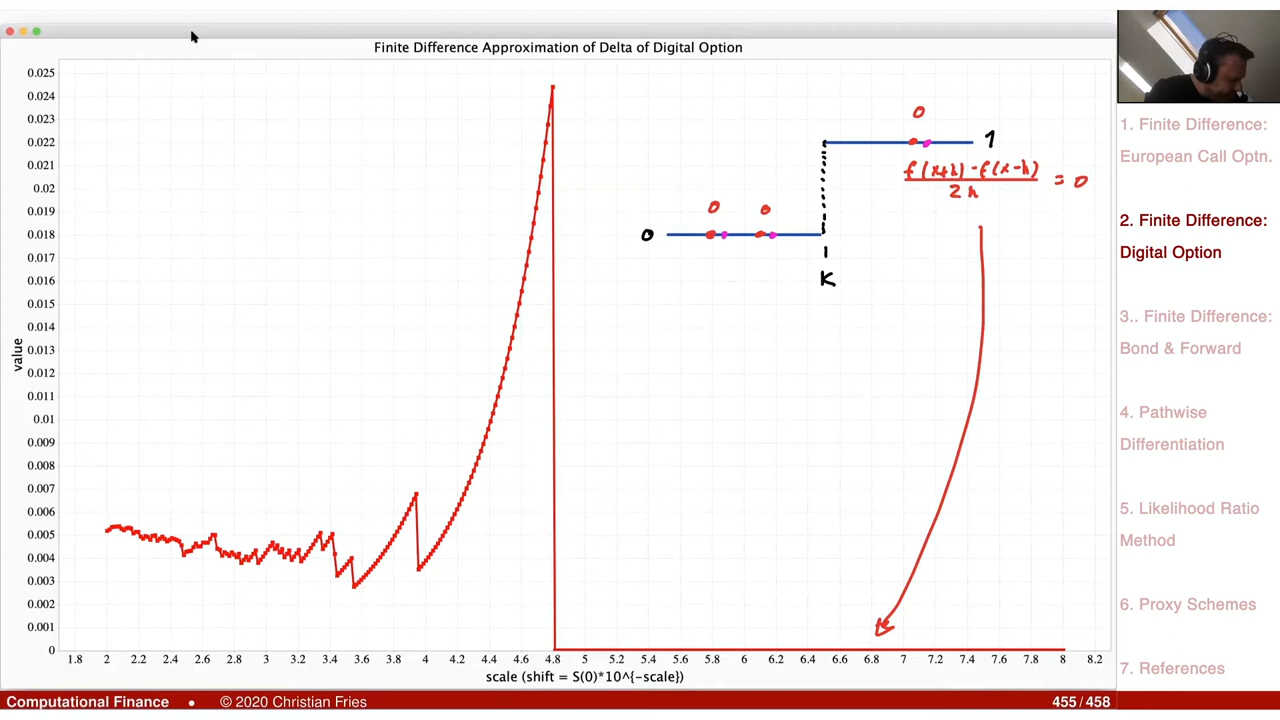 Finite Difference Approximation of Delta of Digital Option
0.025
0.024
0.023
0.022
0.021
0.02
0.019
0.018
0.017
0.016
0.015
0.014
0.013
0.012
0.011
0.01
0.009
0.008
0.007
0.006
0.005
0.004
0.003
0.002
0.001
0
value
1.8 2 2.2 2.4 2.6 2.8 3 3.2 3.4 3.6 3.8 4 4.2 4.4 4.6 4.8 5 5.2 5.4 5.6 5.8 6 6.2 6.4 6.6 6.8 7 7.2 7.4 7.6 7.8 8 8.2
scale (shift = S(0)*10^{-scale})
0
1
f(x+h) - f(x-h)
2h
= 0
0 0
0
K
1. Finite Difference:
European Call Optn.
2. Finite Difference:
Digital Option
3.. Finite Difference:
Bond & Forward
4. Pathwise
Differentiation
5. Likelihood Ratio
Method
6. Proxy Schemes
7. References
Computational Finance • © 2020 Christian Fries 455/458